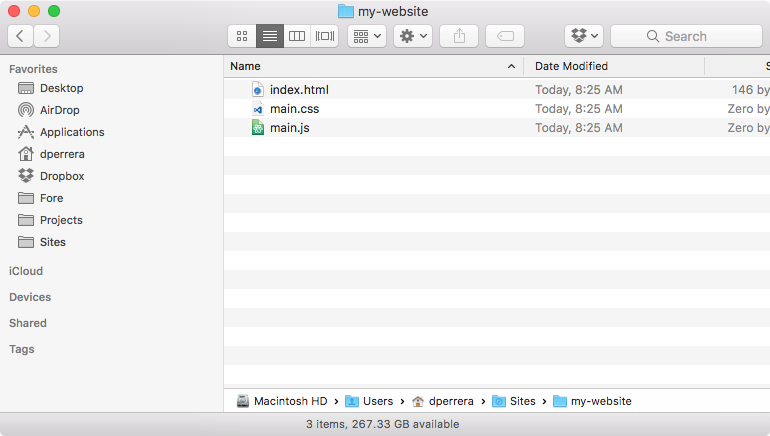 my-website
Search
Favorites
Desktop
AirDrop
Applications
dperrera
Dropbox
Fore
Projects
Sites
iCloud
Devices
Shared
Tags
Name Date Modified S
index.html Today, 8:25 AM 146 by
main.css Today, 8:25 AM Zero by
main.js Today, 8:25 AM Zero by
Macintosh HD › Users › dperrera › Sites › my-website
3 items, 267.33 GB available